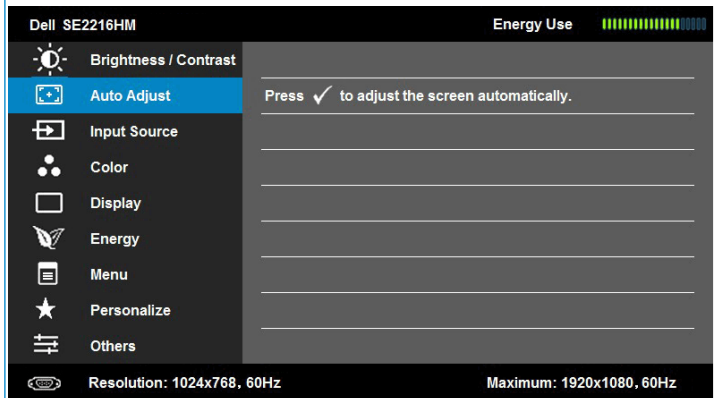 Dell SE2216HM Energy Use
Brightness / Contrast
Auto Adjust Press ✓ to adjust the screen automatically.
Input Source
Color
Display
Energy
Menu
Personalize
Others
Resolution: 1024x768, 60Hz Maximum: 1920x1080, 60Hz